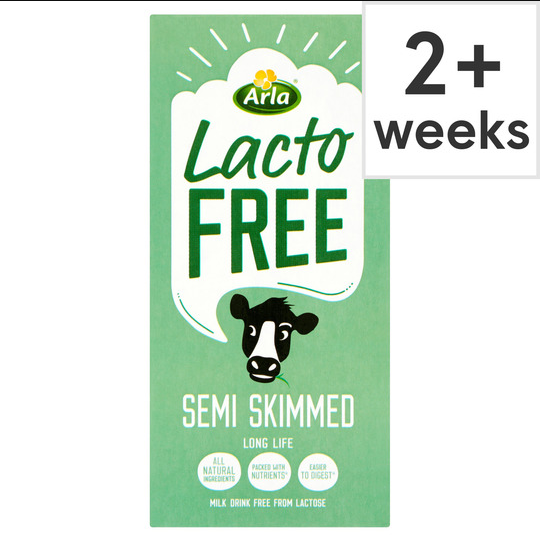 2+
weeks
Arla
Lacto
FREE
SEMI SKIMMED
LONG LIFE
ALL
NATURAL
INGREDIENTS
PACKED WITH
NUTRIENTS*
EASIER
TO DIGEST*
MILK DRINK FREE FROM LACTOSE